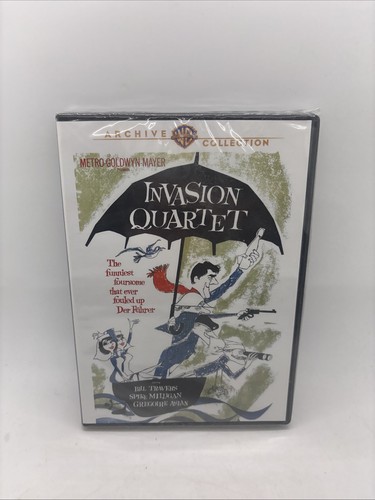 ARCHIVE WB COLLECTION
METRO-GOLDWYN-MAYER
INVASION
QUARTET
The
funniest
foursome
that ever
fouled up
Der Führer
BILL TRAVERS
SPIKE MILLIGAN
GREGOIRE ASLAN